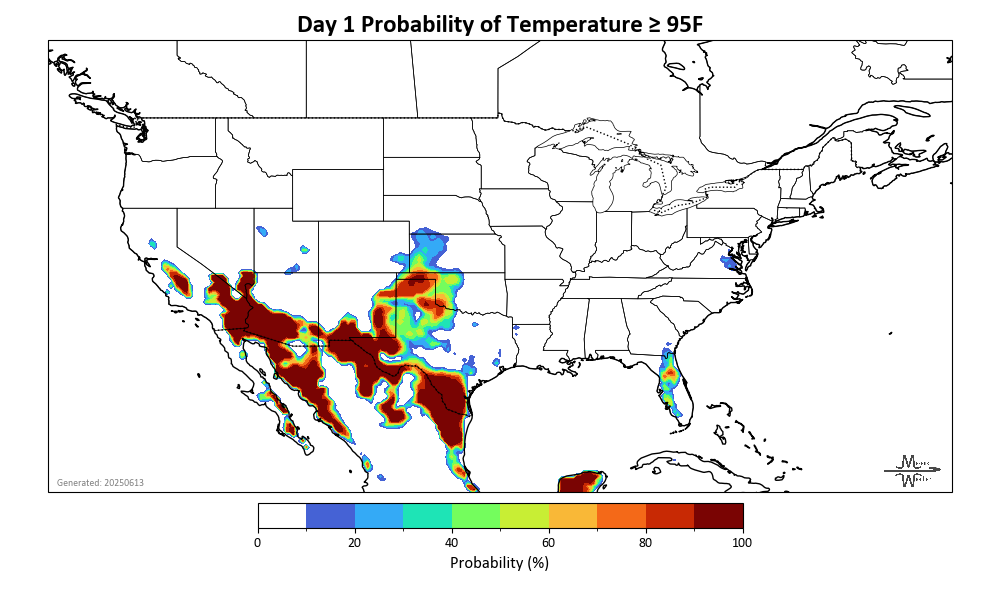 Day 1 Probability of Temperature ≥ 95F
Generated: 20250613
0 20 40 60 80 100
Probability (%)